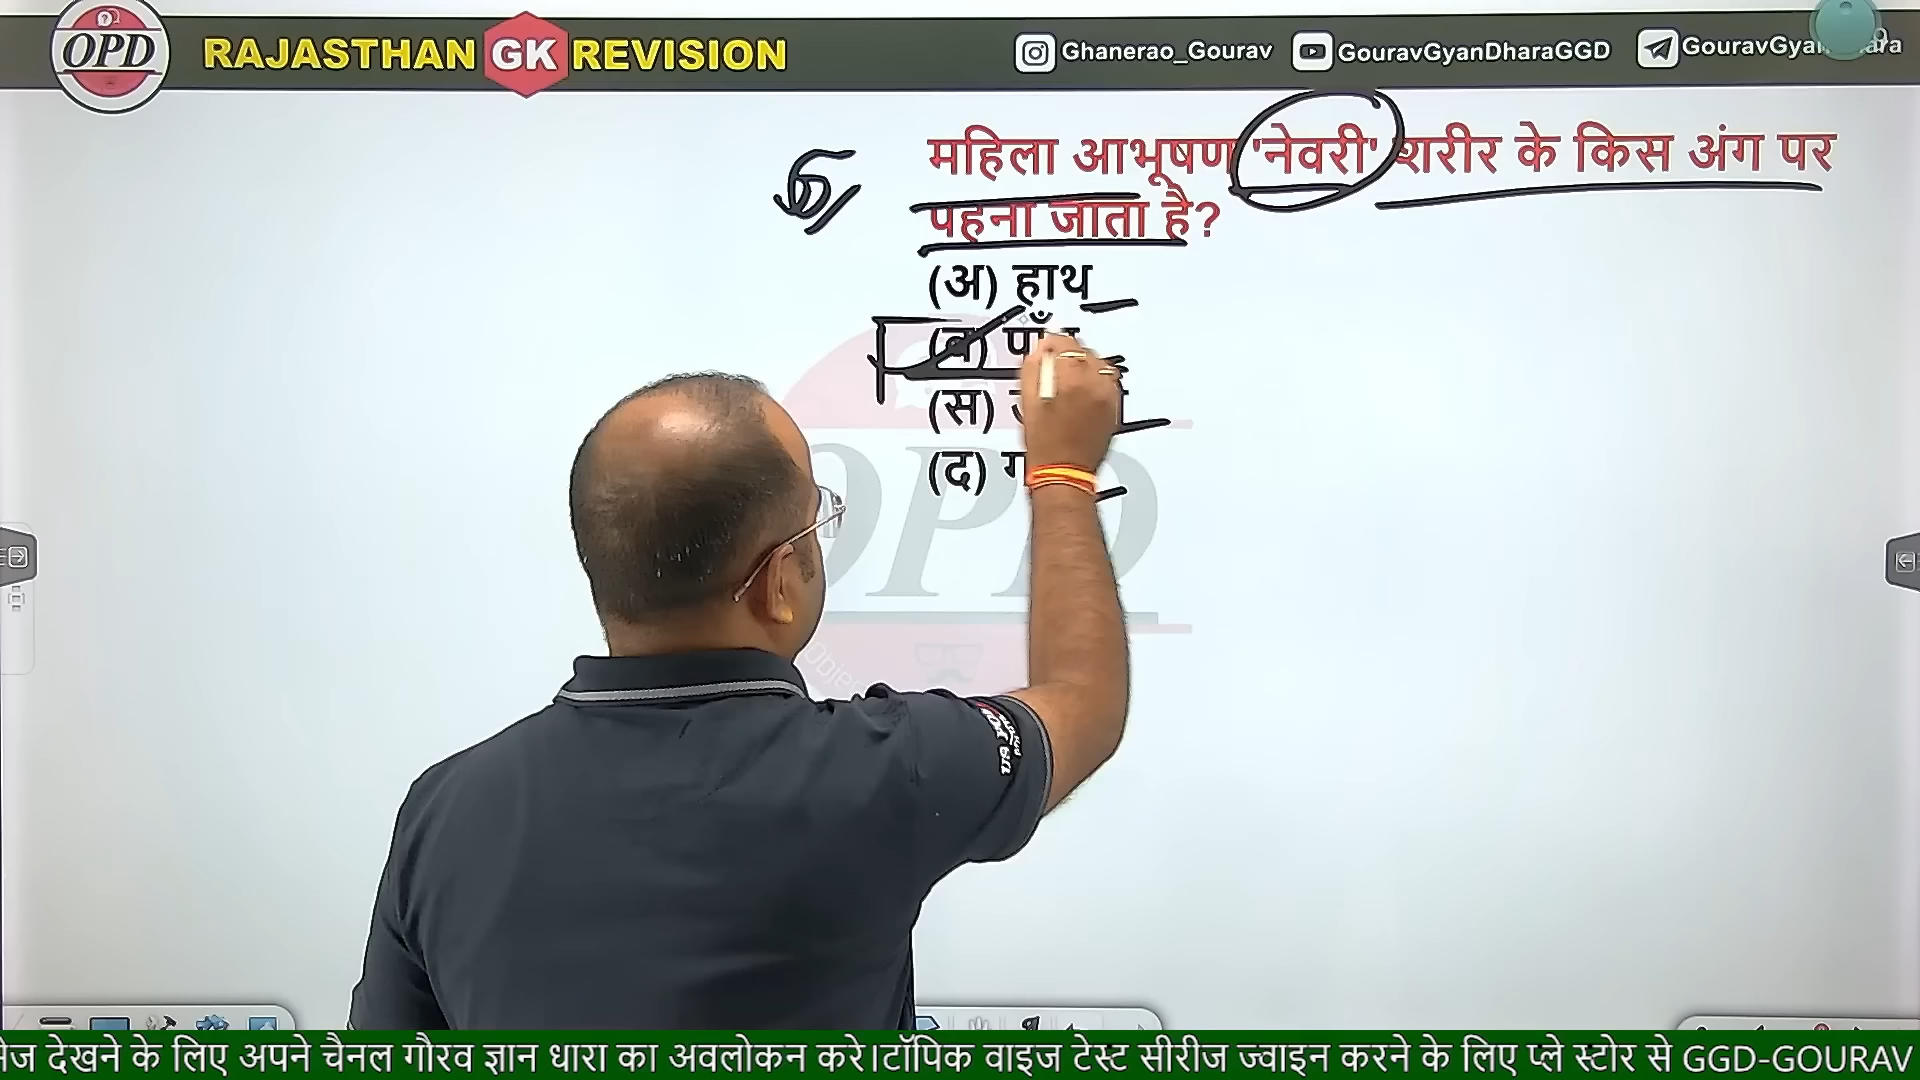 OPD
RAJASTHAN GK REVISION
Ghanerao_Gourav
GouravGyanDharaGGD
महिला आभूषण 'नेवरी' शरीर के किस अंग पर
पहना जाता है?
(अ) हाथ
(ब)
(स)
(द)
OPD
देखने के लिए अपने चैनल गौरव ज्ञान धारा का अवलोकन करे।टॉपिक वाइज टेस्ट सीरीज ज्वाइन करने के लिए प्ले स्टोर से GGD-GOURAV